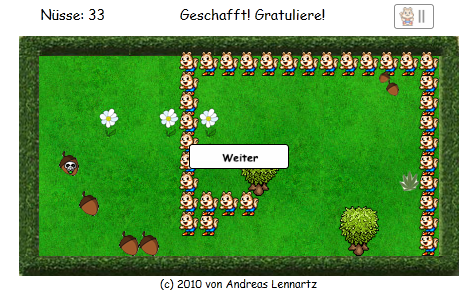 Nüsse: 33
Geschafft! Gratuliere!
Weiter
(c) 2010 von Andreas Lennartz